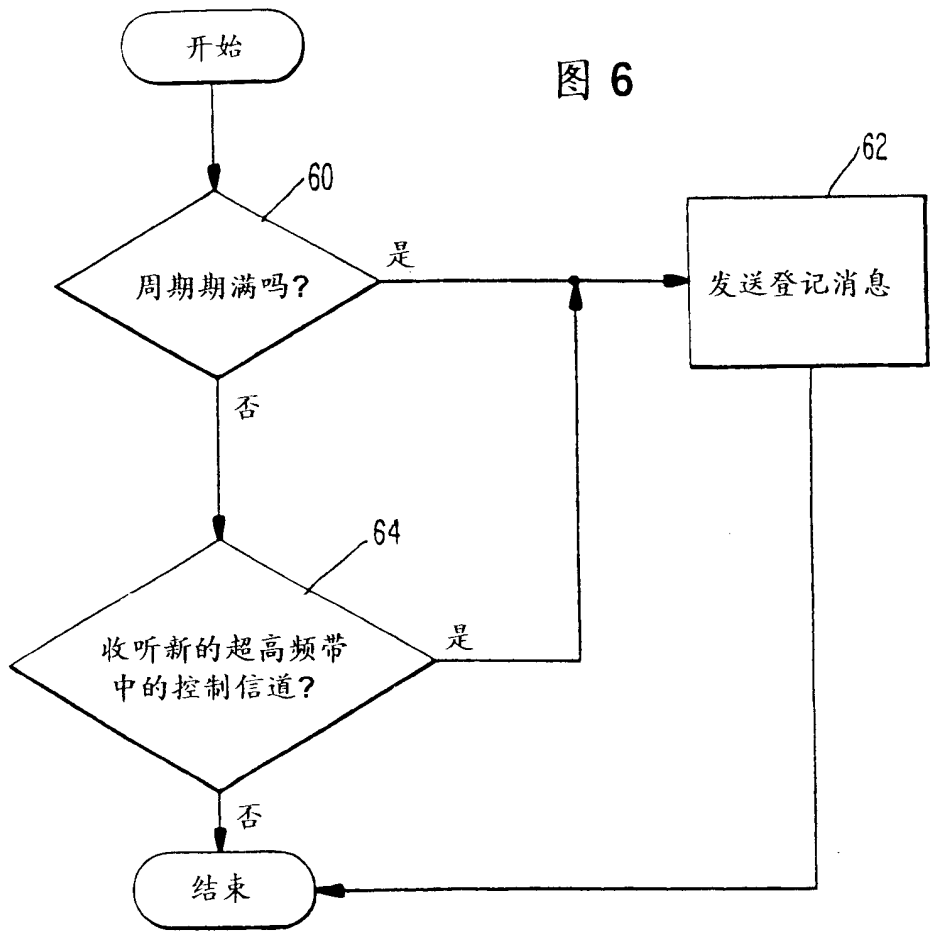 开始
图 6
60
62
周期期满吗?
是
发送登记消息
否
64
收听新的超高频带
中的控制信道?
是
否
结束